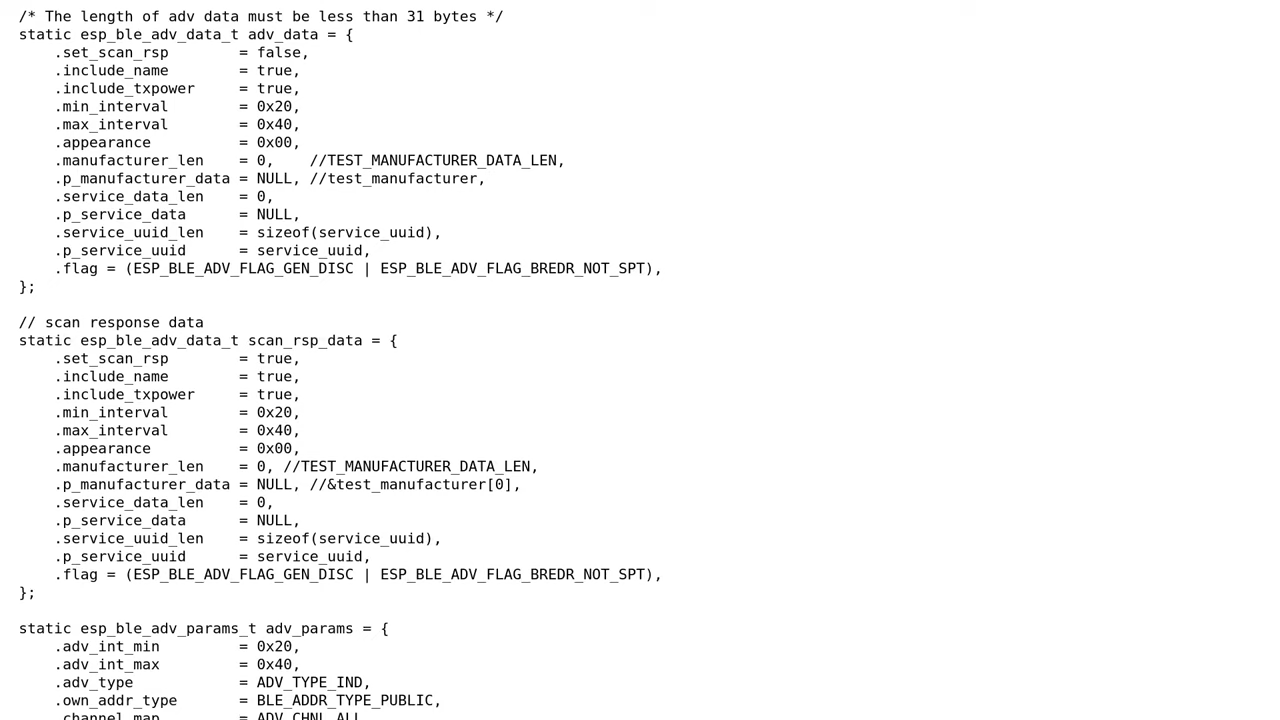 /* The length of adv data must be less than 31 bytes */
static esp_ble_adv_data_t adv_data = {
    .set_scan_rsp        = false,
    .include_name        = true,
    .include_txpower     = true,
    .min_interval        = 0x20,
    .max_interval        = 0x40,
    .appearance          = 0x00,
    .manufacturer_len    = 0,    //TEST_MANUFACTURER_DATA_LEN,
    .p_manufacturer_data = NULL, //test_manufacturer,
    .service_data_len    = 0,
    .p_service_data      = NULL,
    .service_uuid_len    = sizeof(service_uuid),
    .p_service_uuid      = service_uuid,
    .flag = (ESP_BLE_ADV_FLAG_GEN_DISC | ESP_BLE_ADV_FLAG_BREDR_NOT_SPT),
};

// scan response data
static esp_ble_adv_data_t scan_rsp_data = {
    .set_scan_rsp        = true,
    .include_name        = true,
    .include_txpower     = true,
    .min_interval        = 0x20,
    .max_interval        = 0x40,
    .appearance          = 0x00,
    .manufacturer_len    = 0, //TEST_MANUFACTURER_DATA_LEN,
    .p_manufacturer_data = NULL, //&test_manufacturer[0],
    .service_data_len    = 0,
    .p_service_data      = NULL,
    .service_uuid_len    = sizeof(service_uuid),
    .p_service_uuid      = service_uuid,
    .flag = (ESP_BLE_ADV_FLAG_GEN_DISC | ESP_BLE_ADV_FLAG_BREDR_NOT_SPT),
};

static esp_ble_adv_params_t adv_params = {
    .adv_int_min         = 0x20,
    .adv_int_max         = 0x40,
    .adv_type            = ADV_TYPE_IND,
    .own_addr_type       = BLE_ADDR_TYPE_PUBLIC,
    .channel_map         = ADV_CHNL_ALL